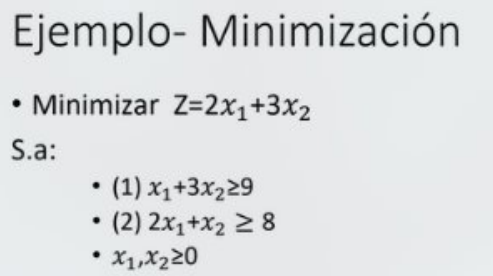 Ejemplo- Minimización
• Minimizar Z=2x₁+3x₂
S.a:
• (1) x₁+3x₂≥9
• (2) 2x₁+x₂ ≥ 8
• x₁,x₂≥0